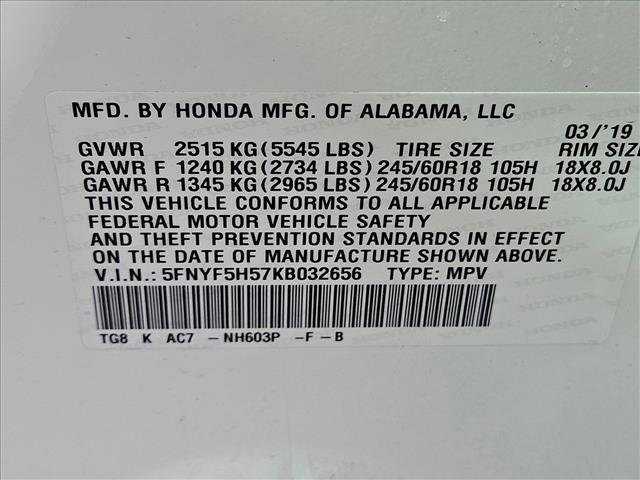 MFD. BY HONDA MFG. OF ALABAMA, LLC
03/'19
GVWR 2515 KG(5545 LBS) TIRE SIZE RIM SIZE
GAWR F 1240 KG(2734 LBS)245/60R18 105H 18X8.0J
GAWR R 1345 KG(2965 LBS)245/60R18 105H 18X8.0J
THIS VEHICLE CONFORMS TO ALL APPLICABLE
FEDERAL MOTOR VEHICLE SAFETY
AND THEFT PREVENTION STANDARDS IN EFFECT
ON THE DATE OF MANUFACTURE SHOWN ABOVE.
V.I.N.: 5FNYF5H57KB032656 TYPE: MPV
TG8 K AC7 -NH603P -F-B